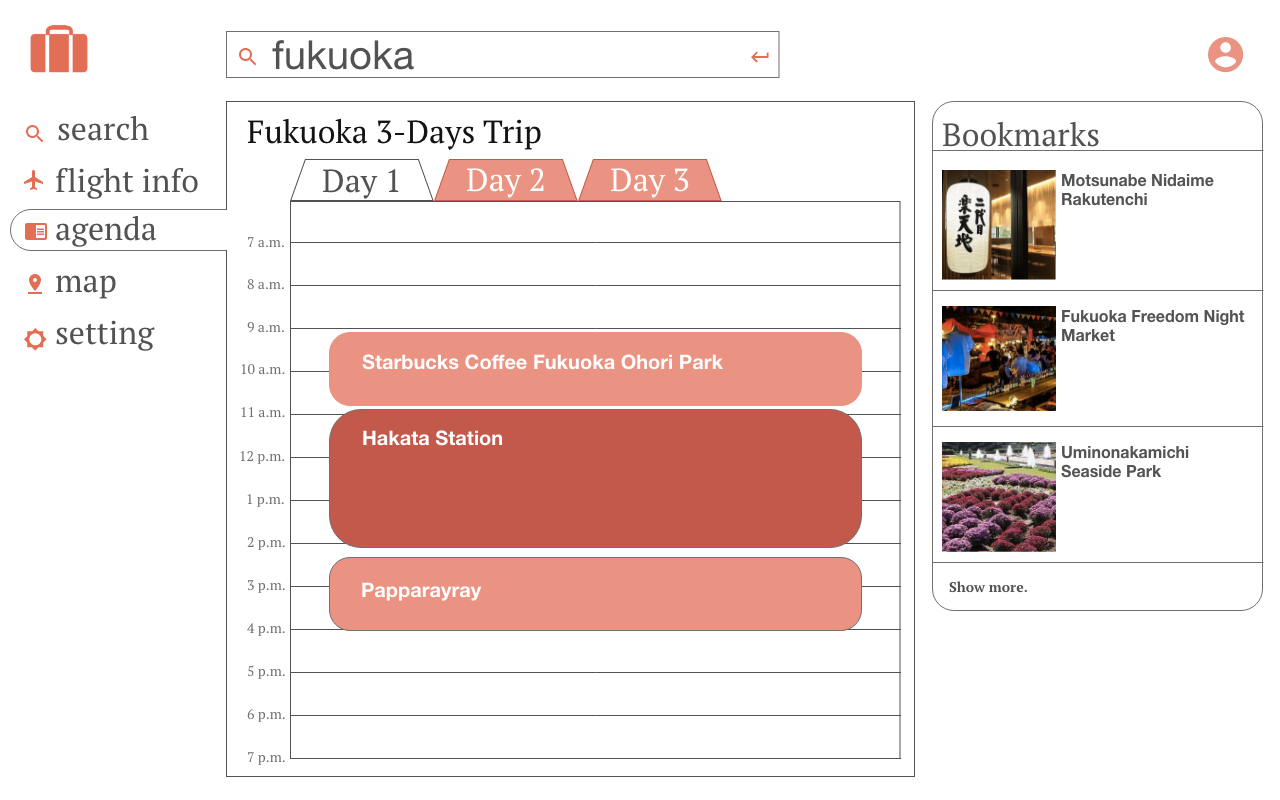 fukuoka
search
flight info
agenda
map
setting
Fukuoka 3-Days Trip
Day 1
Day 2
Day 3
7 a.m.
8 a.m.
9 a.m.
10 a.m.
11 a.m.
12 p.m.
1 p.m.
2 p.m.
3 p.m.
4 p.m.
5 p.m.
6 p.m.
7 p.m.
Starbucks Coffee Fukuoka Ohori Park
Hakata Station
Papparayray
Bookmarks
二代目
楽天地
Motsunabe Nidaime
Rakutenchi
Fukuoka Freedom Night
Market
Uminonakamichi
Seaside Park
Show more.